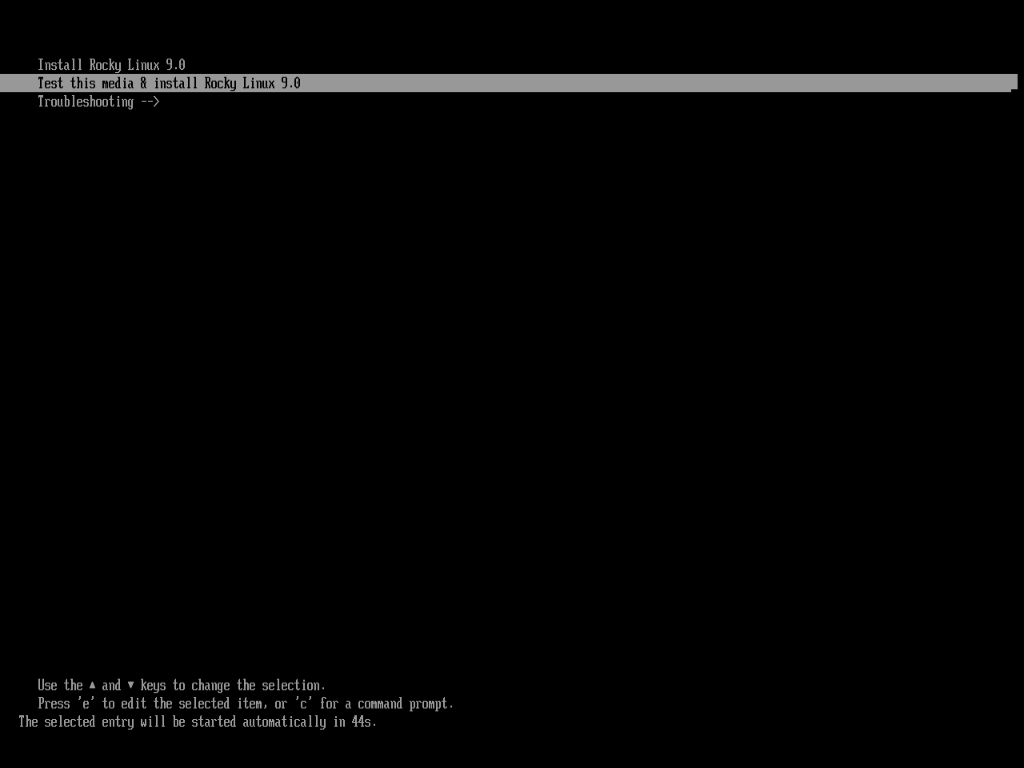 Install Rocky Linux 9.0
Test this media & install Rocky Linux 9.0
Troubleshooting -->
Use the ▲ and ▼ keys to change the selection.
Press 'e' to edit the selected item, or 'c' for a command prompt.
The selected entry will be started automatically in 44s.